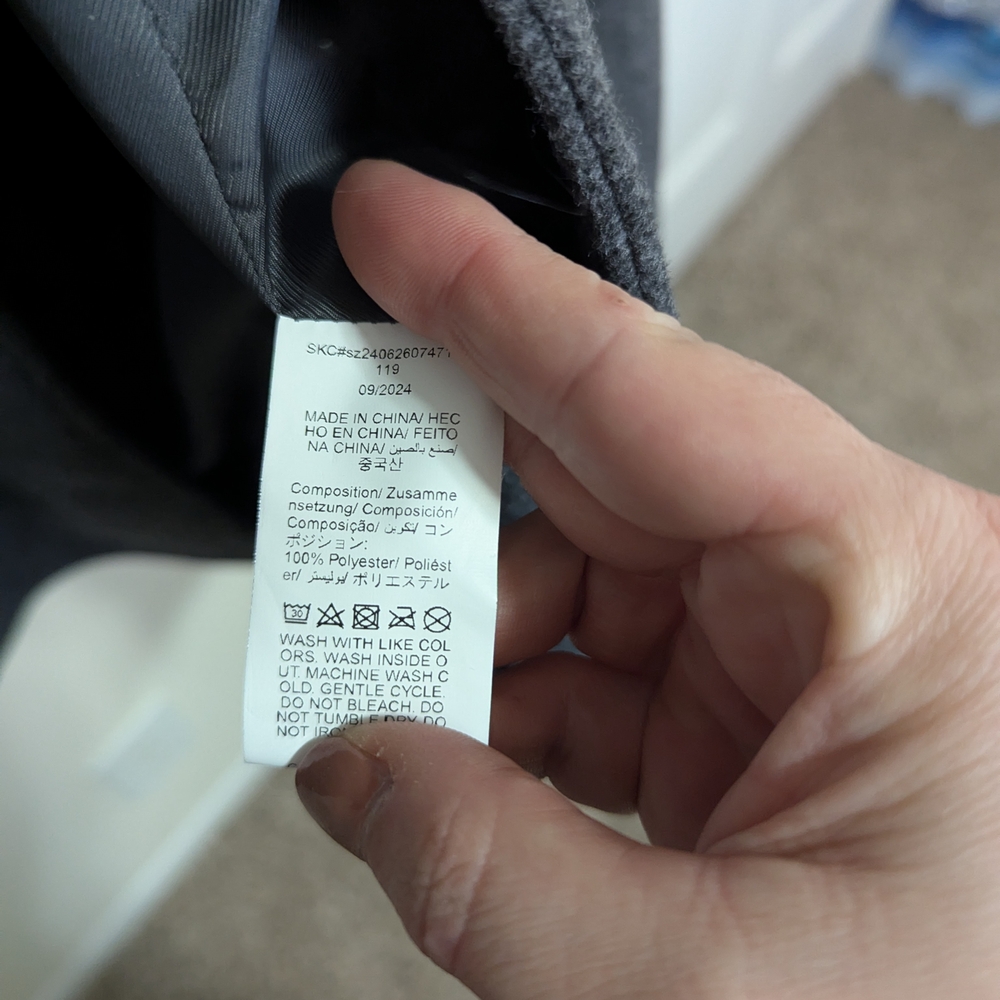 SKC#sz24062607471
119
09/2024
MADE IN CHINA/ HEC
HO EN CHINA/ FEITO
NA CHINA/ صنع بالصين/
중국산
Composition/ Zusamme
nsetzung/ Composición/
Composição/ تكوين/ コン
ポジション:
100% Polyester/ Poliést
er/ بوليستر/ ポリエステル
30
WASH WITH LIKE COL
ORS. WASH INSIDE O
UT. MACHINE WASH C
OLD. GENTLE CYCLE.
DO NOT BLEACH. DO
NOT TUMBLE DRY. DO
NOT